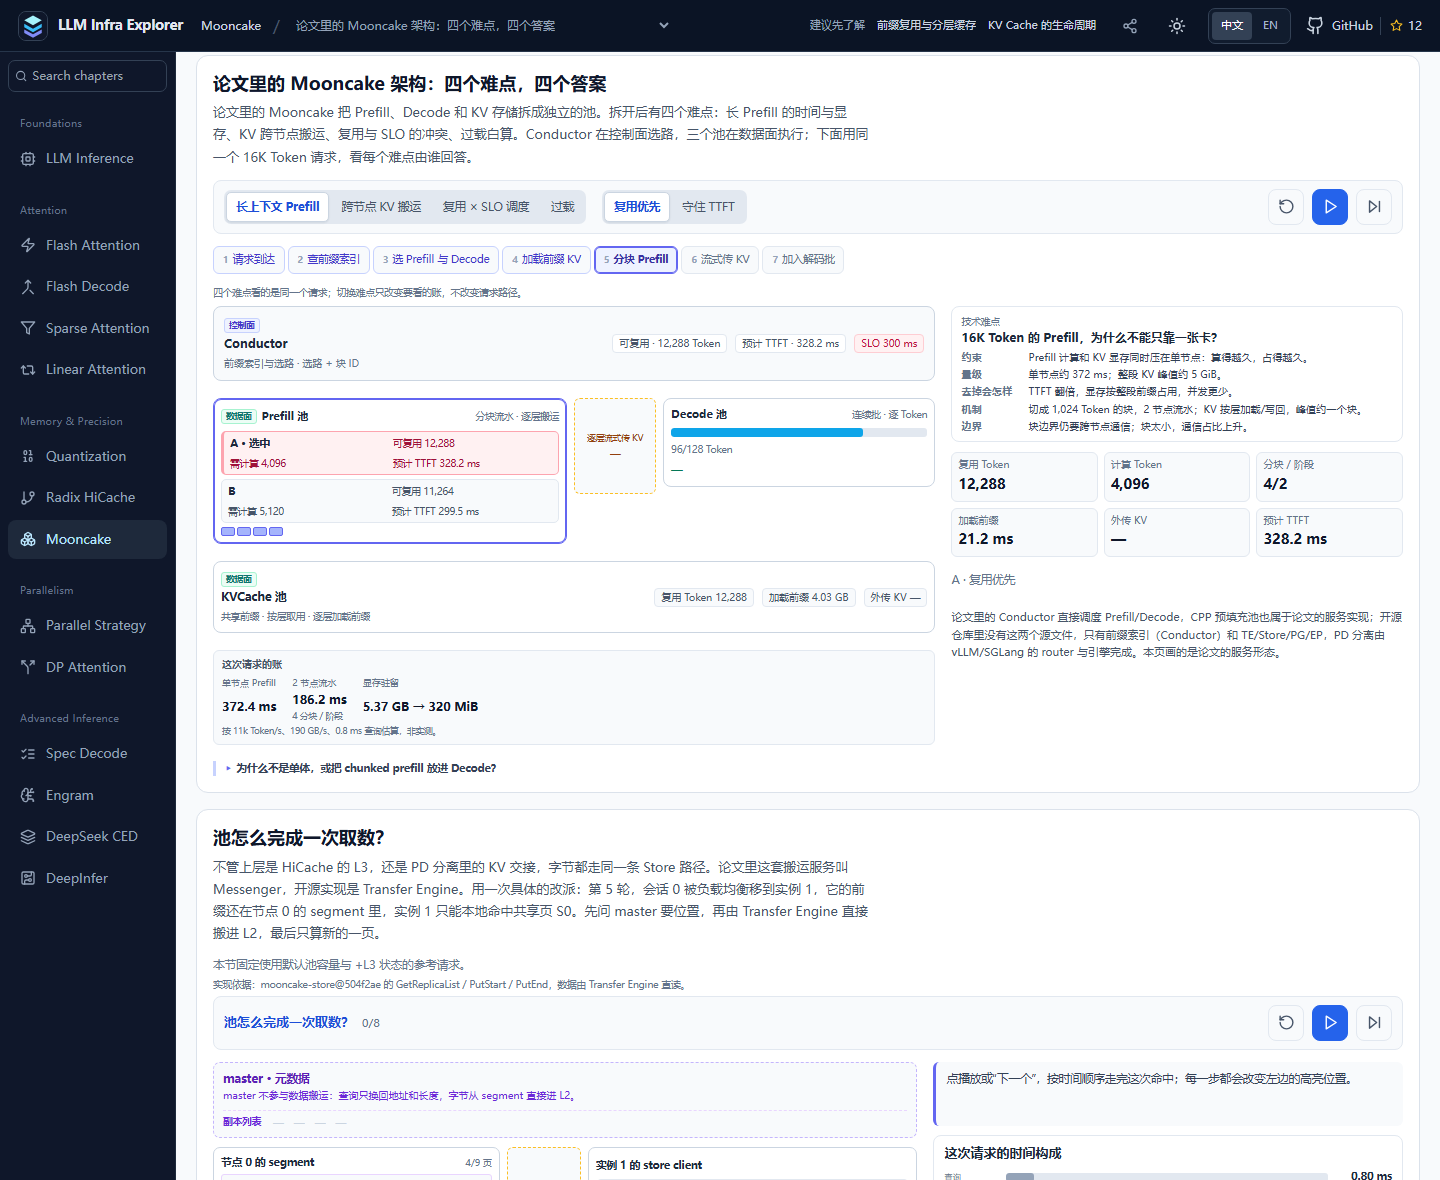 LLM Infra Explorer
Mooncake / 论文里的 Mooncake 架构：四个难点，四个答案
建议先了解 前缀复用与分层缓存 KV Cache 的生命周期
中文 EN
GitHub 12
Search chapters
Foundations
LLM Inference
Attention
Flash Attention
Flash Decode
Sparse Attention
Linear Attention
Memory & Precision
Quantization
Radix HiCache
Mooncake
Parallelism
Parallel Strategy
DP Attention
Advanced Inference
Spec Decode
Engram
DeepSeek CED
DeepInfer
论文里的 Mooncake 架构：四个难点，四个答案
论文里的 Mooncake 把 Prefill、Decode 和 KV 存储拆成独立的池。拆开后有四个难点：长 Prefill 的时间与显
存、KV 跨节点搬运、复用与 SLO 的冲突、过载白算。Conductor 在控制面选路，三个池在数据面执行；下面用同
一个 16K Token 请求，看每个难点由谁回答。
长上下文 Prefill 跨节点 KV 搬运 复用 × SLO 调度 过载
复用优先 守住 TTFT
1 请求到达
2 查前缀索引
3 选 Prefill 与 Decode
4 加载前缀 KV
5 分块 Prefill
6 流式传 KV
7 加入解码批
四个难点看的是同一个请求；切换难点只改变要看的账，不改变请求路径。
控制面
Conductor
前缀索引与选路 · 选路 + 块 ID
可复用 · 12,288 Token
预计 TTFT · 328.2 ms
SLO 300 ms
数据面 Prefill 池
分块流水 · 逐层搬运
A • 选中
可复用 12,288
需计算 4,096
预计 TTFT 328.2 ms
B
可复用 11,264
需计算 5,120
预计 TTFT 299.5 ms
逐层流式传 KV
—
Decode 池
连续批 · 逐 Token
96/128 Token
—
数据面
KVCache 池
共享前缀 · 按层取用 · 逐层加载前缀
复用 Token 12,288
加载前缀 4.03 GB
外传 KV —
这次请求的账
单节点 Prefill
372.4 ms
2 节点流水
186.2 ms
4 分块 / 阶段
显存驻留
5.37 GB → 320 MiB
按 11k Token/s、190 GB/s、0.8 ms 查询估算，非实测。
▸ 为什么不是单体，或把 chunked prefill 放进 Decode?
技术难点
16K Token 的 Prefill，为什么不能只靠一张卡?
约束 Prefill 计算和 KV 显存同时压在单节点：算得越久，占得越久。
量级 单节点约 372 ms；整段 KV 峰值约 5 GiB。
去掉会怎样 TTFT 翻倍，显存按整段前缀占用，并发更少。
机制 切成 1,024 Token 的块，2 节点流水；KV 按层加载/写回，峰值约一个块。
边界 块边界仍要跨节点通信；块太小，通信占比上升。
复用 Token
12,288
计算 Token
4,096
分块 / 阶段
4/2
加载前缀
21.2 ms
外传 KV
—
预计 TTFT
328.2 ms
A · 复用优先
论文里的 Conductor 直接调度 Prefill/Decode，CPP 预填充池也属于论文的服务实现；开源
仓库里没有这两个源文件，只有前缀索引（Conductor）和 TE/Store/PG/EP，PD 分离由
vLLM/SGLang 的 router 与引擎完成。本页画的是论文的服务形态。
池怎么完成一次取数？
不管上层是 HiCache 的 L3，还是 PD 分离里的 KV 交接，字节都走同一条 Store 路径。论文里这套搬运服务叫
Messenger，开源实现是 Transfer Engine。用一次具体的改派：第 5 轮，会话 0 被负载均衡移到实例 1，它的前
缀还在节点 0 的 segment 里，实例 1 只能本地命中共享页 S0。先问 master 要位置，再由 Transfer Engine 直接
搬进 L2，最后只算新的一页。
本节固定使用默认池容量与 +L3 状态的参考请求。
实现依据：mooncake-store@504f2ae 的 GetReplicaList / PutStart / PutEnd，数据由 Transfer Engine 直读。
池怎么完成一次取数？ 0/8
master • 元数据
master 不参与数据搬运：查询只换回地址和长度，字节从 segment 直接进 L2。
副本列表 — — — —
节点 0 的 segment
4/9 页
实例 1 的 store client
点播放或“下一个”，按时间顺序走完这次命中；每一步都会改变左边的高亮位置。
这次请求的时间构成
查询
0.80 ms